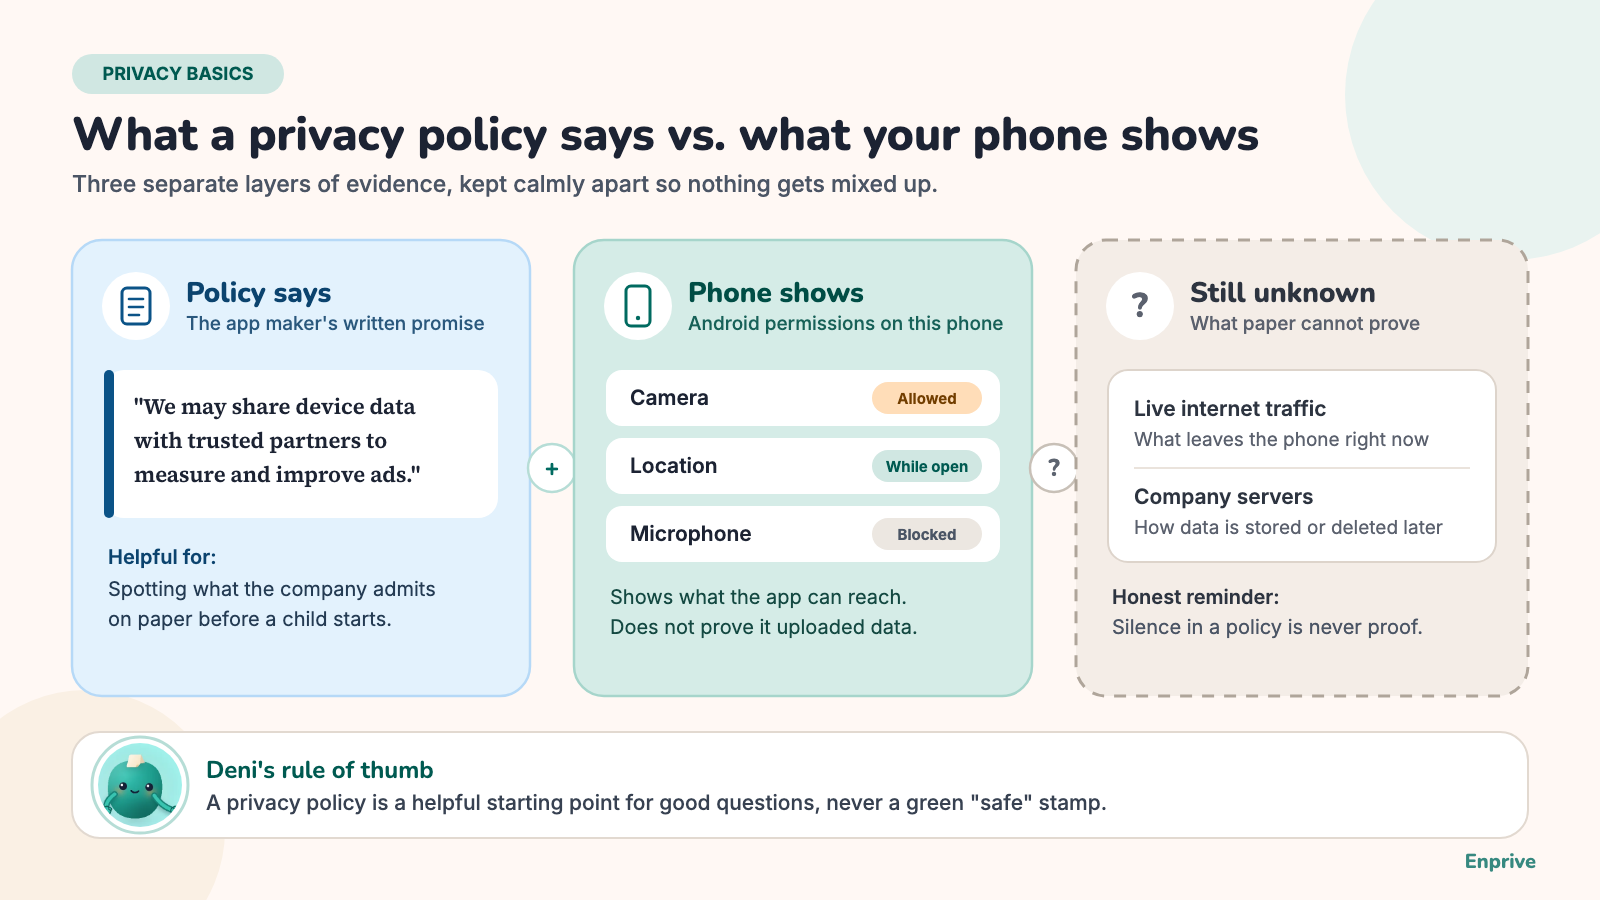 PRIVACY BASICS
What a privacy policy says vs. what your phone shows
Three separate layers of evidence, kept calmly apart so nothing gets mixed up.
Policy says
The app maker's written promise
"We may share device data
with trusted partners to
measure and improve ads."
Helpful for:
Spotting what the company admits
on paper before a child starts.
+
Phone shows
Android permissions on this phone
Camera Allowed
Location While open
Microphone Blocked
Shows what the app can reach.
Does not prove it uploaded data.
?
?
Still unknown
What paper cannot prove
Live internet traffic
What leaves the phone right now
Company servers
How data is stored or deleted later
Honest reminder:
Silence in a policy is never proof.
Deni's rule of thumb
A privacy policy is a helpful starting point for good questions, never a green "safe" stamp.
Enprive